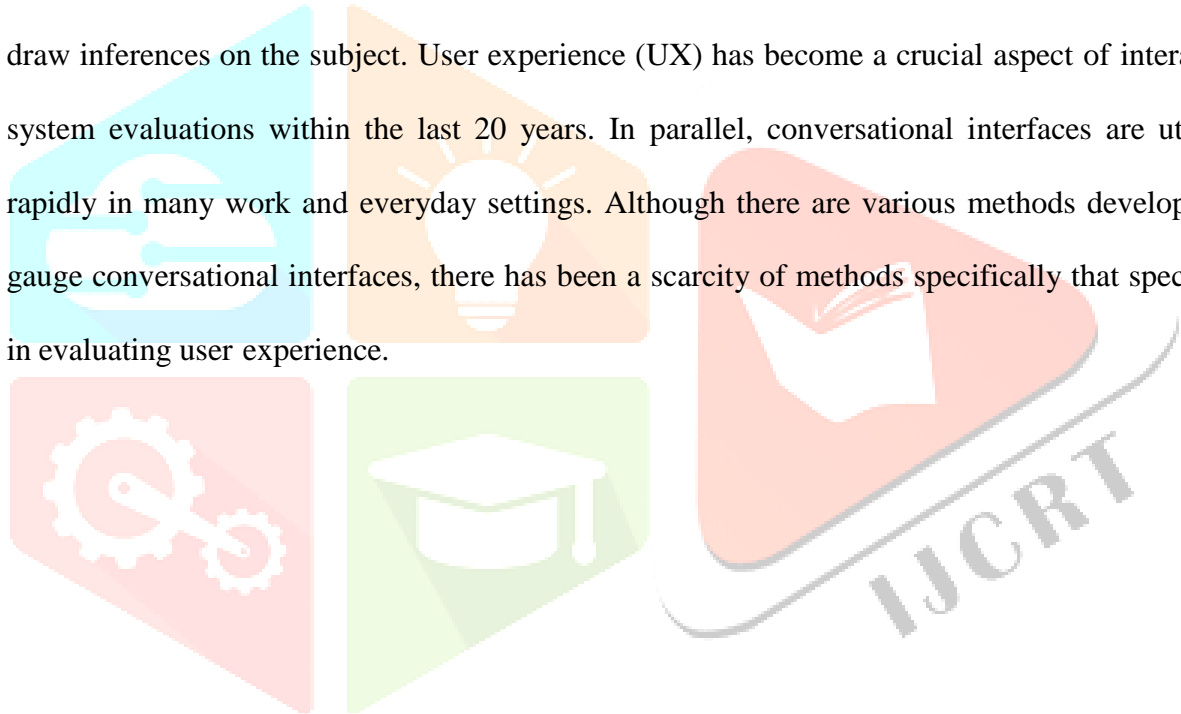 draw inferences on the subject. User experience (UX) has become a crucial aspect of intera
system evaluations within the last 20 years. In parallel, conversational interfaces are ut
rapidly in many work and everyday settings. Although there are various methods develop
gauge conversational interfaces, there has been a scarcity of methods specifically that spec
in evaluating user experience.
IJCRT